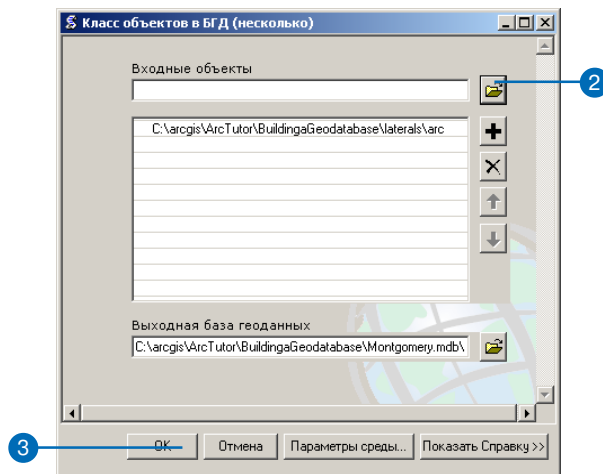 Класс объектов в БГД (несколько)
Входные объекты
2
C:\arcgis\ArcTutor\BuildingaGeodatabase\laterals\arc
Выходная база геоданных
C:\arcgis\ArcTutor\BuildingaGeodatabase\Montgomery.mdb\
3
OK
Отмена
Параметры среды...
Показать Справку >>